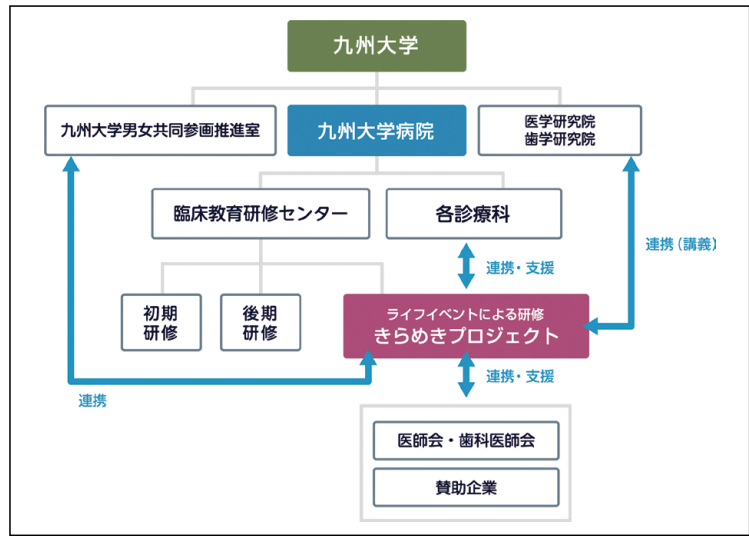 九州大学
九州大学男女共同参画推進室
九州大学病院
医学研究院
歯学研究院
臨床教育研修センター
各診療科
連携（講義）
連携・支援
初期
研修
後期
研修
ライフイベントによる研修
きらめきプロジェクト
連携・支援
連携
医師会・歯科医師会
賛助企業